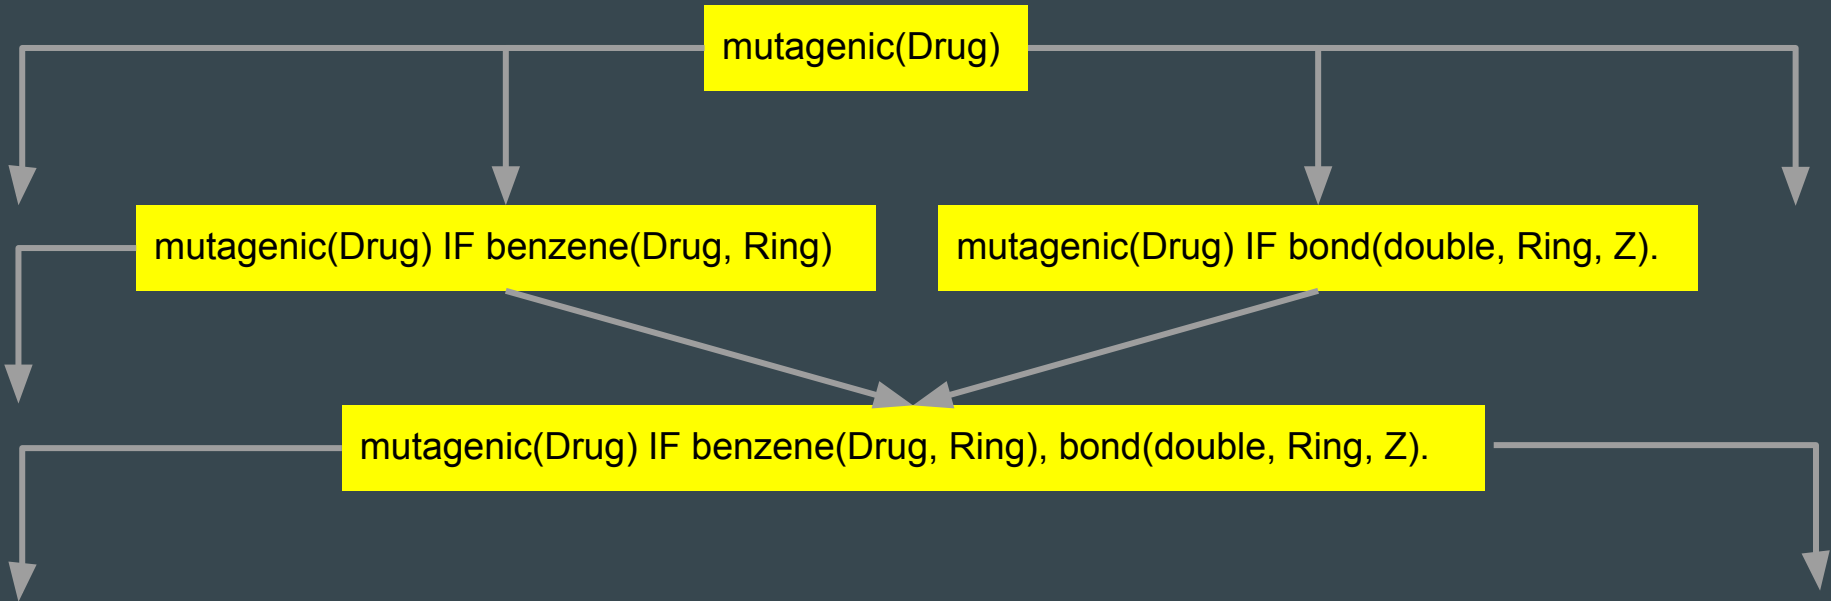 mutagenic(Drug)
mutagenic(Drug) IF benzene(Drug, Ring)
mutagenic(Drug) IF bond(double, Ring, Z).
mutagenic(Drug) IF benzene(Drug, Ring), bond(double, Ring, Z).